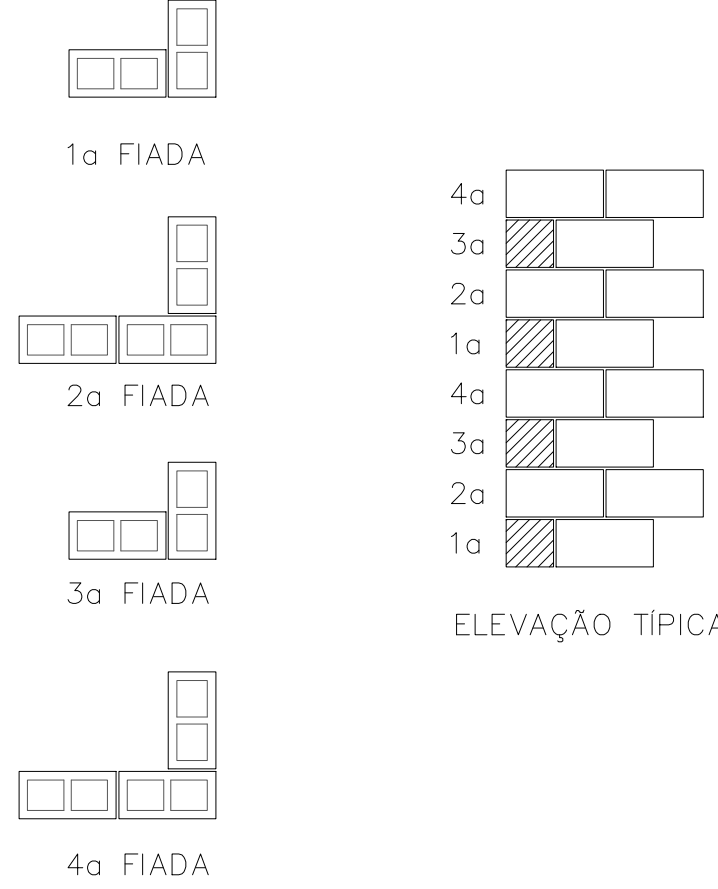 1a FIADA
2a FIADA
3a FIADA
4a FIADA
4a
3a
2a
1a
4a
3a
2a
1a
ELEVAÇÃO TÍPICA